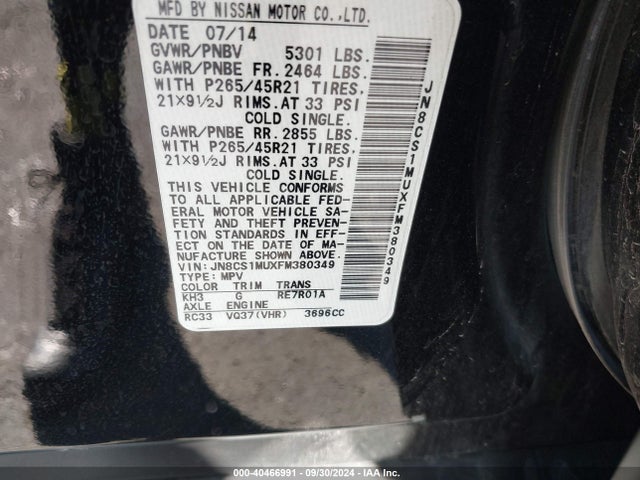 MFD BY NISSAN MOTOR CO.,LTD.
DATE 07/14
GVWR/PNBV 5301 LBS.
GAWR/PNBE FR. 2464 LBS.
WITH P265/45R21 TIRES,
21X9½J RIMS.AT 33 PSI
COLD SINGLE.
GAWR/PNBE RR. 2855 LBS.
WITH P265/45R21 TIRES,
21X9½J RIMS.AT 33 PSI
COLD SINGLE.
THIS VEHICLE CONFORMS
TO ALL APPLICABLE FED-
ERAL MOTOR VEHICLE SA-
FETY AND THEFT PREVEN-
TION STANDARDS IN EFF-
ECT ON THE DATE OF MA-
NUFACTURE SHOWN ABOVE.
VIN:JN8CS1MUXFM380349
TYPE: MPV
COLOR TRIM TRANS
KH3 G RE7R01A
AXLE ENGINE
RC33 VQ37(VHR) 3696CC
JN8CS1MUXFM380349
000-40466991 - 09/30/2024 - IAA Inc.